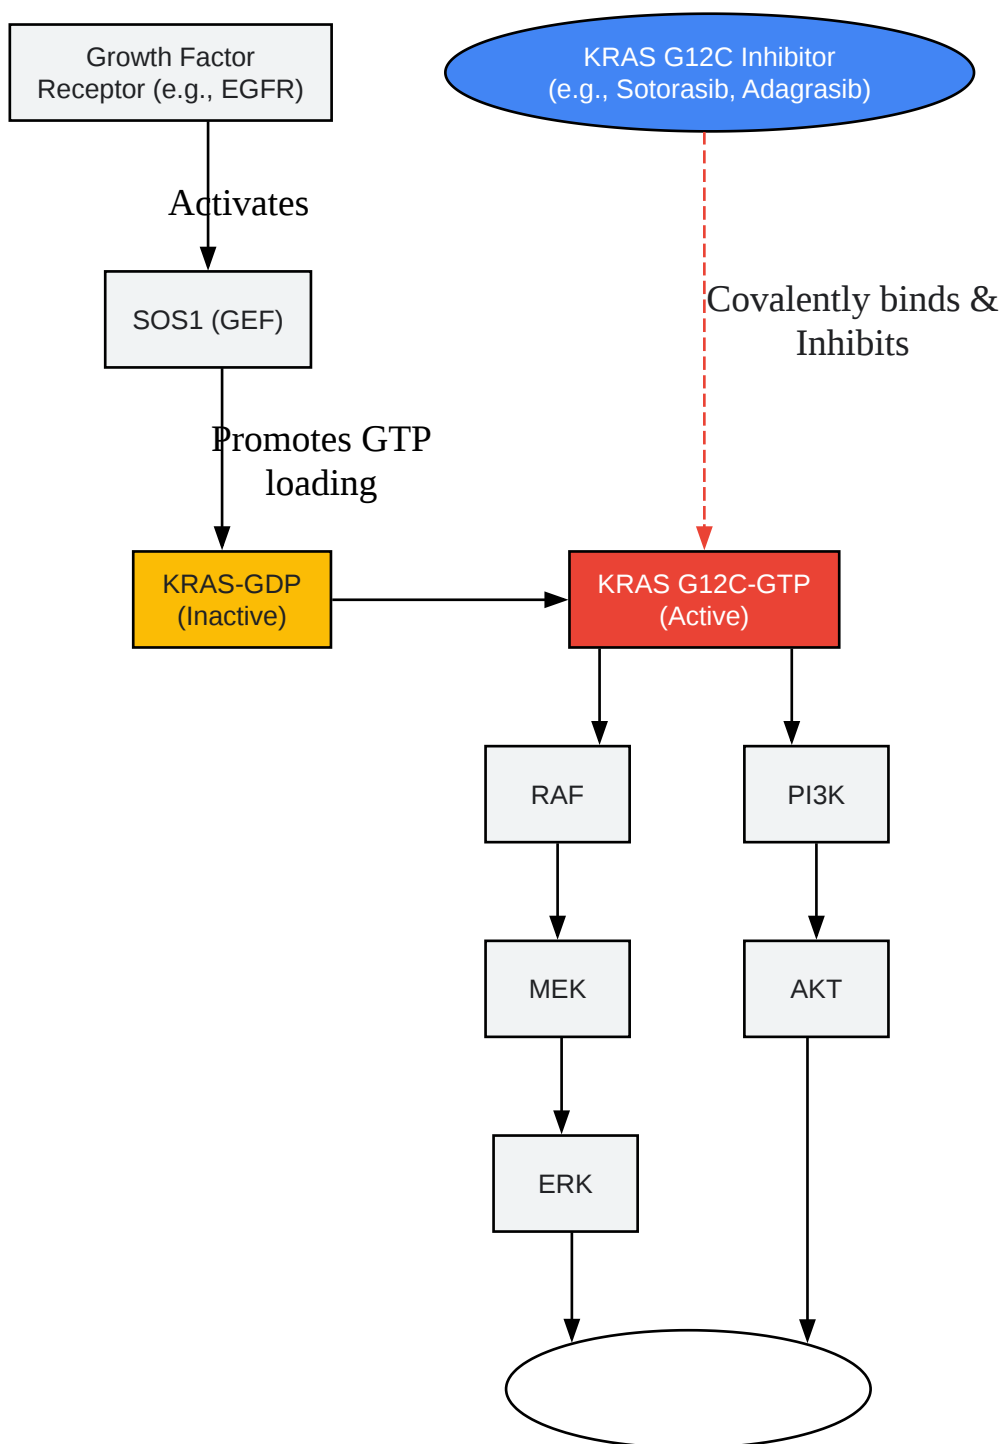 Growth Factor
Receptor (e.g., EGFR)
KRAS G12C Inhibitor
(e.g., Sotorasib, Adagrasib)
Activates
Covalently binds &
Inhibits
SOS1 (GEF)
Promotes GTP
loading
KRAS-GDP
(Inactive)
KRAS G12C-GTP
(Active)
RAF
PI3K
MEK
AKT
ERK